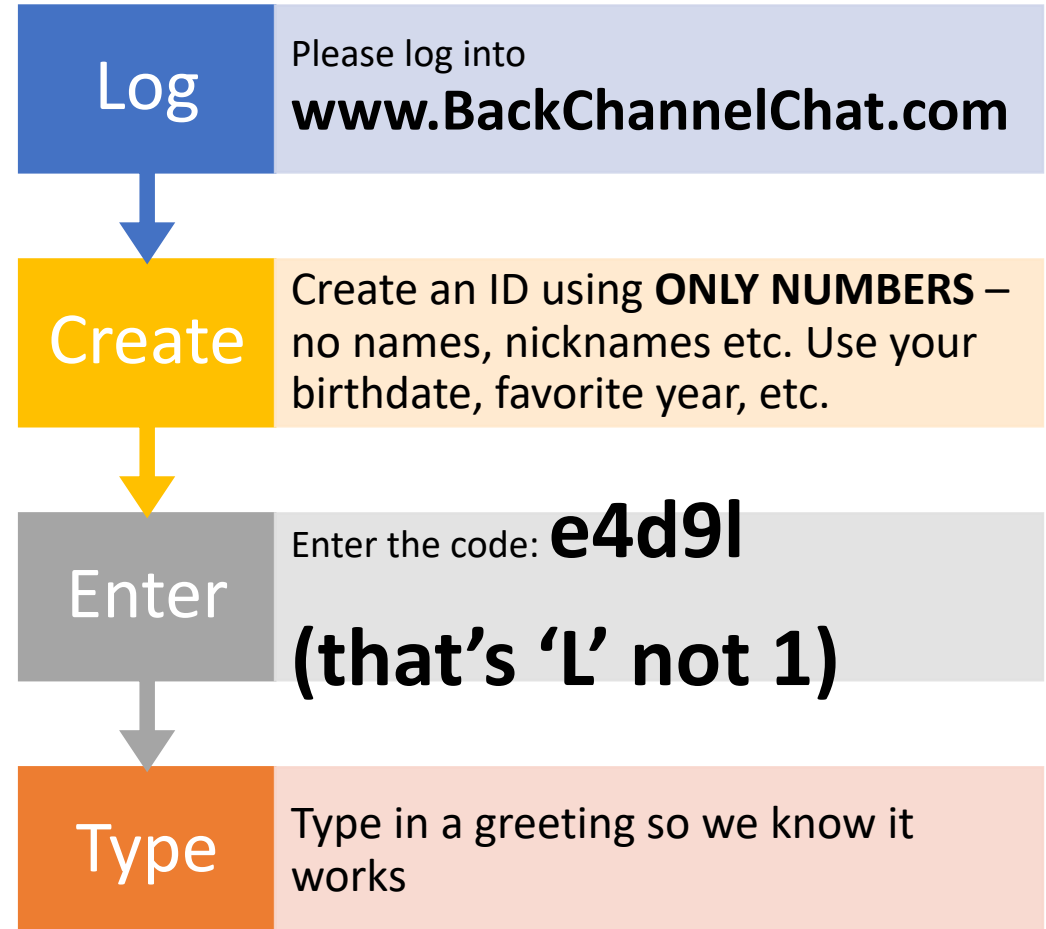 Log
Please log into
www.BackChannelChat.com
Create
Create an ID using ONLY NUMBERS –
no names, nicknames etc. Use your
birthdate, favorite year, etc.
Enter
Enter the code: e4d9l
(that’s ‘L’ not 1)
Type
Type in a greeting so we know it
works